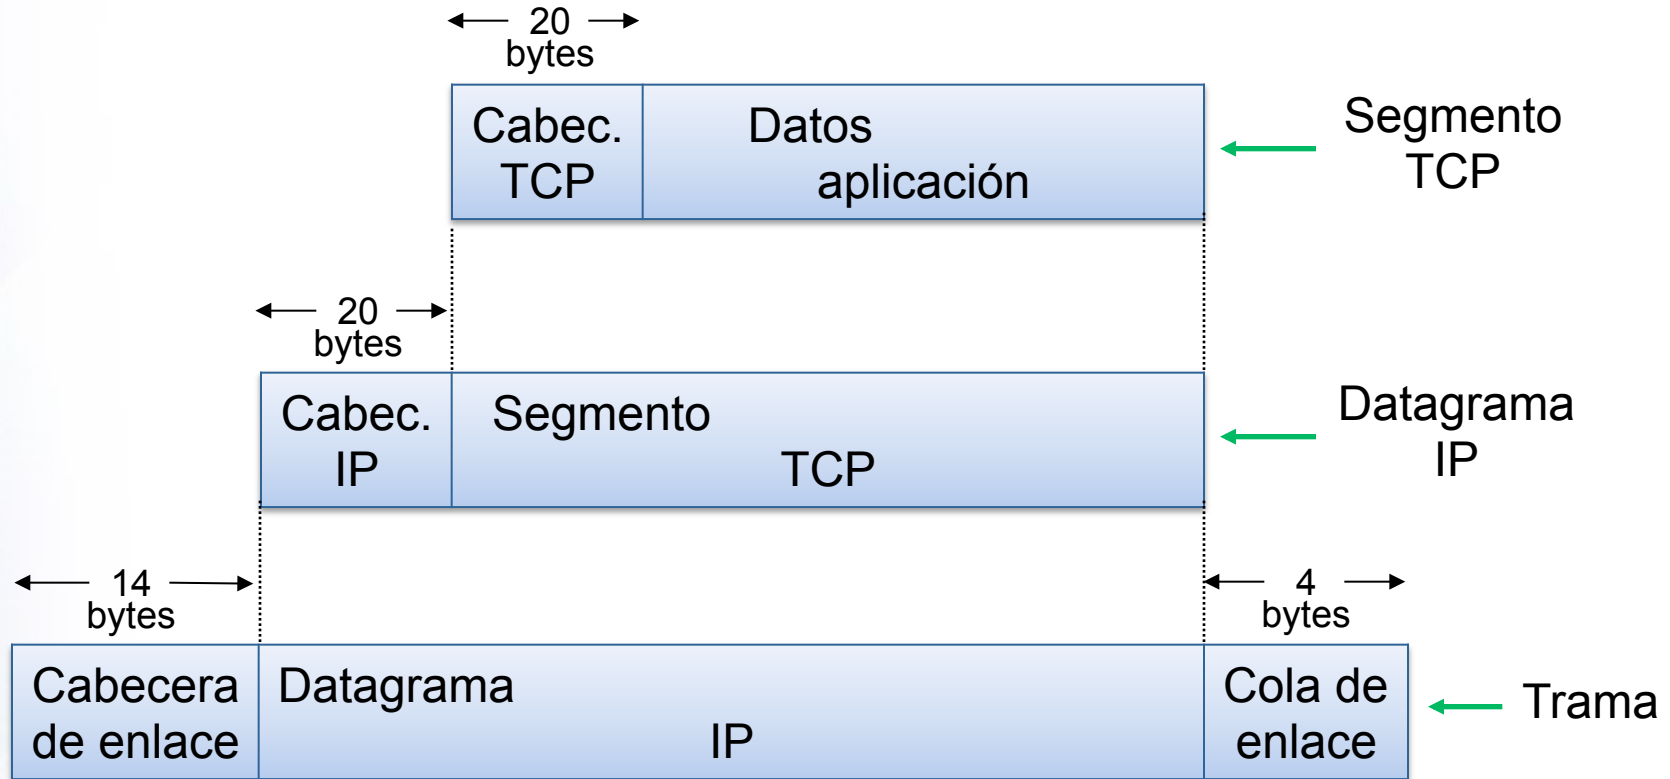 20
bytes
Cabec.
TCP
Datos
aplicación
Segmento
TCP
20
bytes
Cabec.
IP
Segmento
TCP
Datagrama
IP
14
bytes
4
bytes
Cabecera
de enlace
Datagrama
IP
Cola de
enlace
Trama